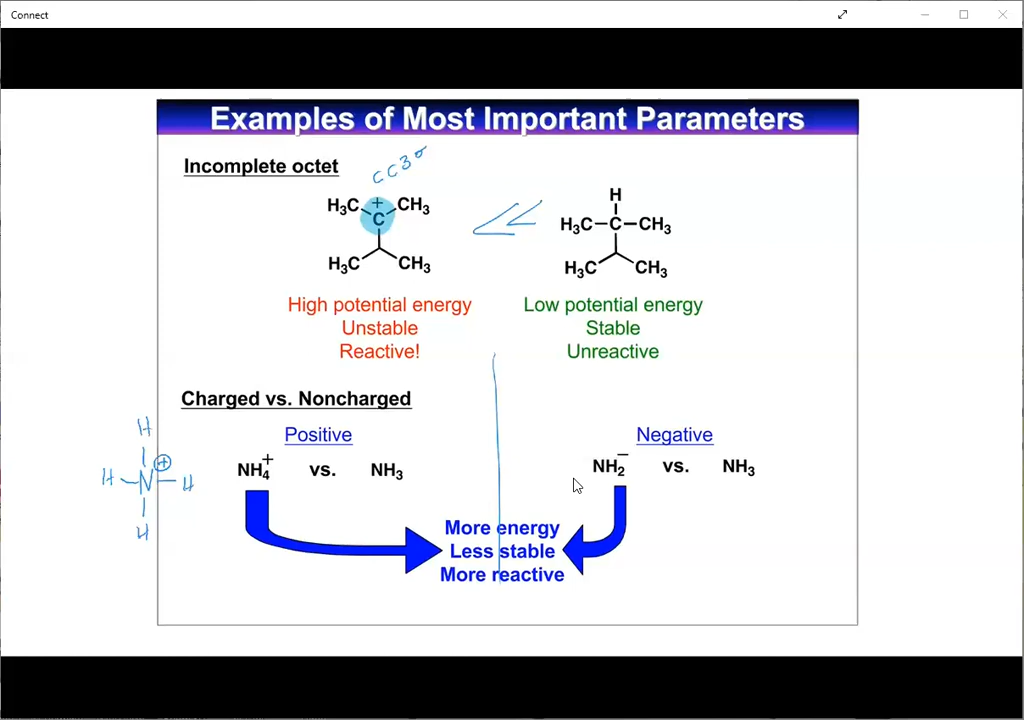 Connect
Examples of Most Important Parameters
Incomplete octet
CC3σ
H₃C + CH₃
C
H₃C CH₃
H
H₃C–C–CH₃
H₃C CH₃
High potential energy
Unstable
Reactive!
Low potential energy
Stable
Unreactive
Charged vs. Noncharged
Positive
NH₄⁺ vs. NH₃
Negative
NH₂⁻ vs. NH₃
H
H–N⊕–H
H
More energy
Less stable
More reactive